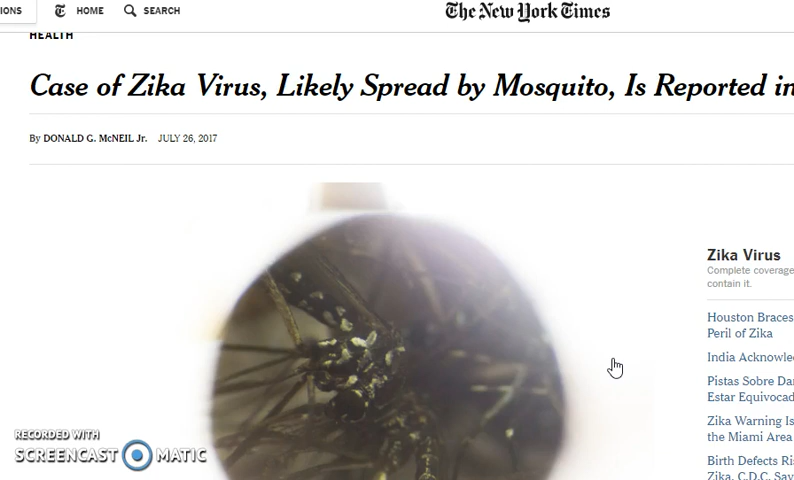 IONS
HOME
SEARCH
The New York Times
HEALTH
Case of Zika Virus, Likely Spread by Mosquito, Is Reported in
By DONALD G. McNEIL Jr. JULY 26, 2017
Zika Virus
Complete coverage
contain it.
Houston Braces
Peril of Zika
India Acknowle
Pistas Sobre Da
Estar Equivocad
Zika Warning Is
the Miami Area
Birth Defects Ri
Zika, C.D.C. Say
RECORDED WITH
SCREENCAST MATIC